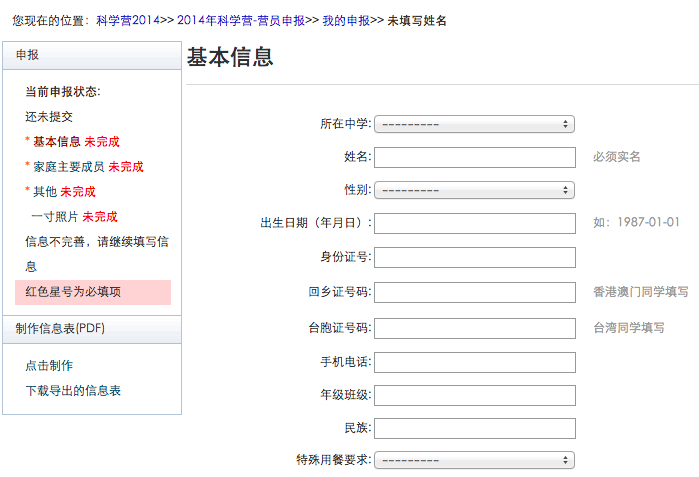 您现在的位置：科学营2014>> 2014年科学营-营员申报>> 我的申报>> 未填写姓名
申报
当前申报状态:
还未提交
* 基本信息 未完成
* 家庭主要成员 未完成
* 其他 未完成
一寸照片 未完成
信息不完善，请继续填写信
息
红色星号为必填项
制作信息表(PDF)
点击制作
下载导出的信息表
基本信息
所在中学: ---------
姓名: 必须实名
性别: ---------
出生日期（年月日）: 如：1987-01-01
身份证号:
回乡证号码: 香港澳门同学填写
台胞证号码: 台湾同学填写
手机电话:
年级班级:
民族:
特殊用餐要求: ---------